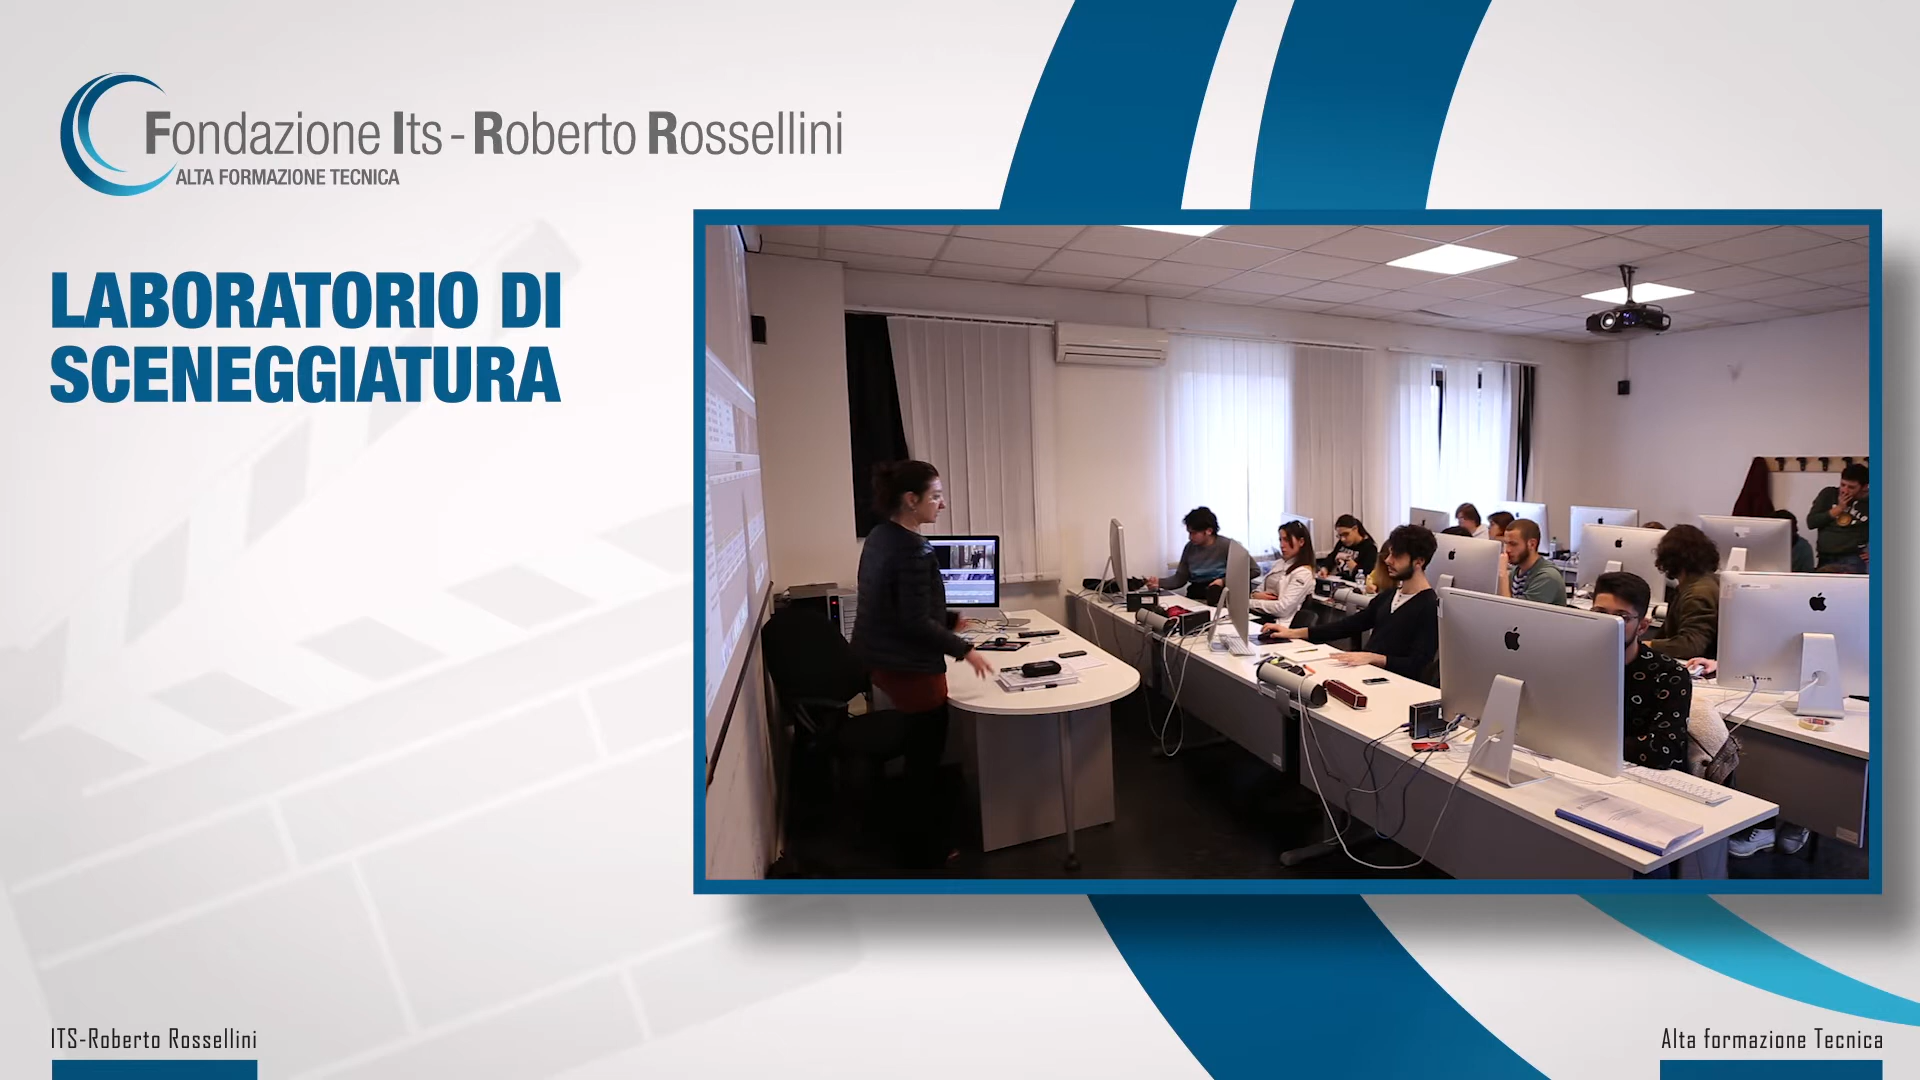 Fondazione Its - Roberto Rossellini
ALTA FORMAZIONE TECNICA
LABORATORIO DI
SCENEGGIATURA
ITS-Roberto Rossellini
Alta formazione Tecnica